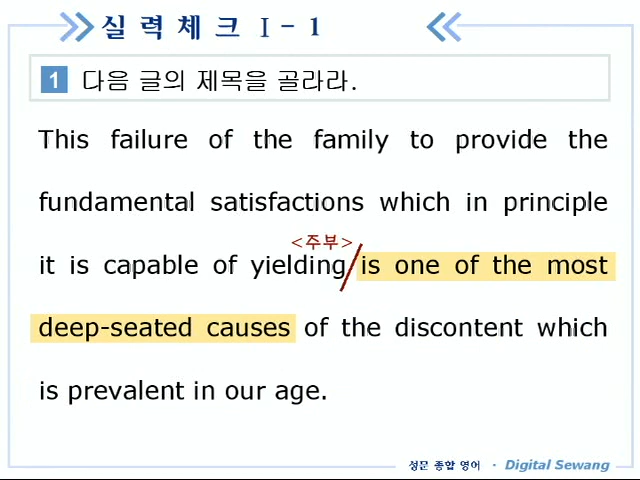 실력체크 I - 1
1 다음 글의 제목을 골라라.
This failure of the family to provide the
fundamental satisfactions which in principle
<주부>
it is capable of yielding is one of the most
deep-seated causes of the discontent which
is prevalent in our age.
성문 종합 영어 · Digital Sewang